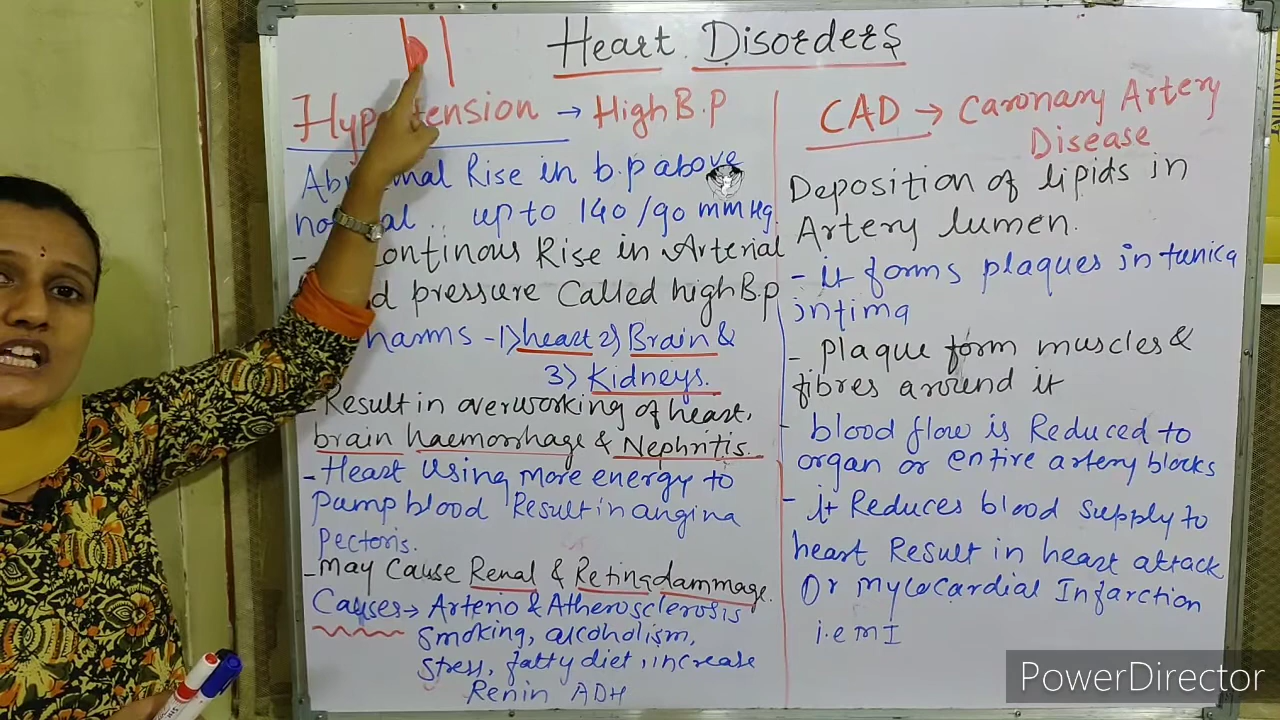 Heart Disorders
Hyp tension → High B.P
Ab mal Rise in b.p above
no al .. up to 140/90 mmHg
- ontinous Rise in Arterial
d pressure Called high B.p
harms - 1) heart 2) Brain &
3) Kidneys.
- Result in overworking of heart,
brain haemorrhage & Nephritis.
- Heart Using more energy to
Pump blood Result in angina
Pectoris.
- May Cause Renal & Retina dammage.
Causes → Arterio & Atherosclerosis
Smoking, alcoholism,
Stress, fatty diet, increase
Renin ADH
CAD → Caronary Artery
Disease
Deposition of lipids in
Artery lumen.
- it forms plaques in tunica
intima
- Plaque form muscles &
fibres around it
- blood flow is Reduced to
organ or entire artery blocks
- it Reduces blood supply to
heart Result in heart attack
Or myocardial Infarction
i.e MI
PowerDirector